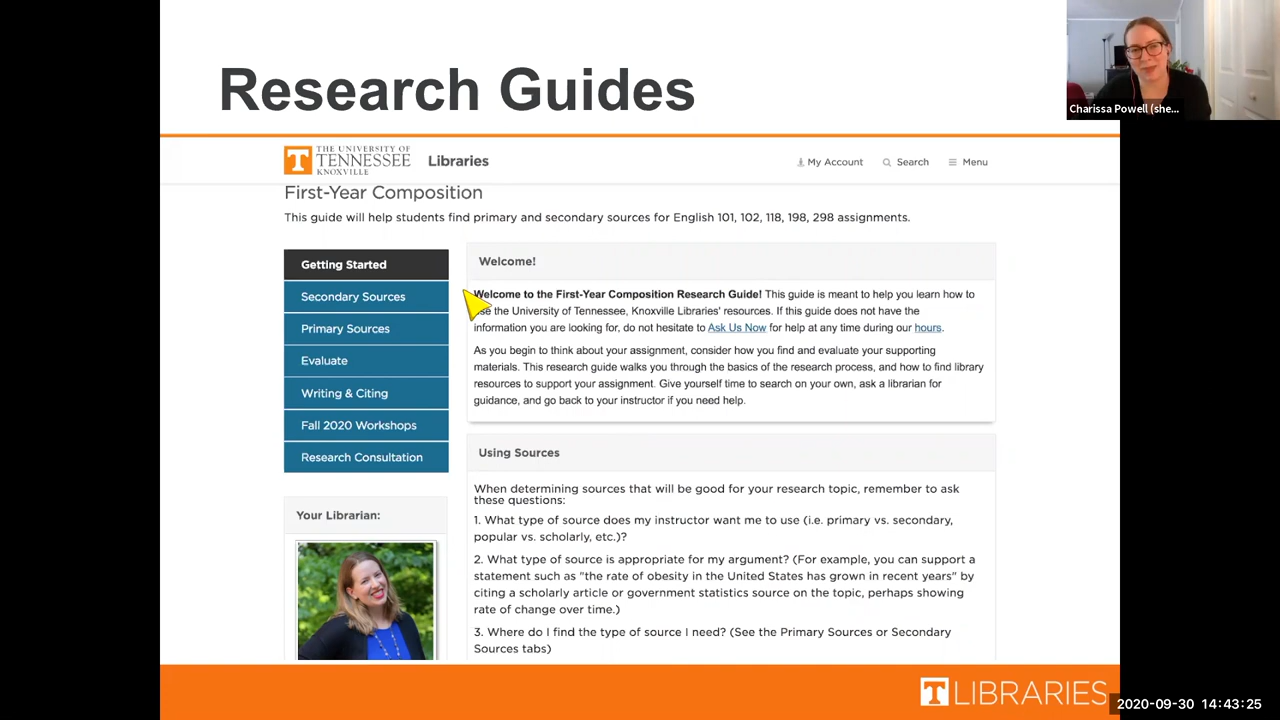 Research Guides
Charissa Powell (she...
THE UNIVERSITY OF
TENNESSEE
KNOXVILLE
Libraries
My Account
Search
Menu
First-Year Composition
This guide will help students find primary and secondary sources for English 101, 102, 118, 198, 298 assignments.
Getting Started
Secondary Sources
Primary Sources
Evaluate
Writing & Citing
Fall 2020 Workshops
Research Consultation
Your Librarian:
Welcome!
Welcome to the First-Year Composition Research Guide! This guide is meant to help you learn how to
use the University of Tennessee, Knoxville Libraries' resources. If this guide does not have the
information you are looking for, do not hesitate to Ask Us Now for help at any time during our hours.
As you begin to think about your assignment, consider how you find and evaluate your supporting
materials. This research guide walks you through the basics of the research process, and how to find library
resources to support your assignment. Give yourself time to search on your own, ask a librarian for
guidance, and go back to your instructor if you need help.
Using Sources
When determining sources that will be good for your research topic, remember to ask
these questions:
1. What type of source does my instructor want me to use (i.e. primary vs. secondary,
popular vs. scholarly, etc.)?
2. What type of source is appropriate for my argument? (For example, you can support a
statement such as "the rate of obesity in the United States has grown in recent years" by
citing a scholarly article or government statistics source on the topic, perhaps showing
rate of change over time.)
3. Where do I find the type of source I need? (See the Primary Sources or Secondary
Sources tabs)
T LIBRARIES
2020-09-30 14:43:25